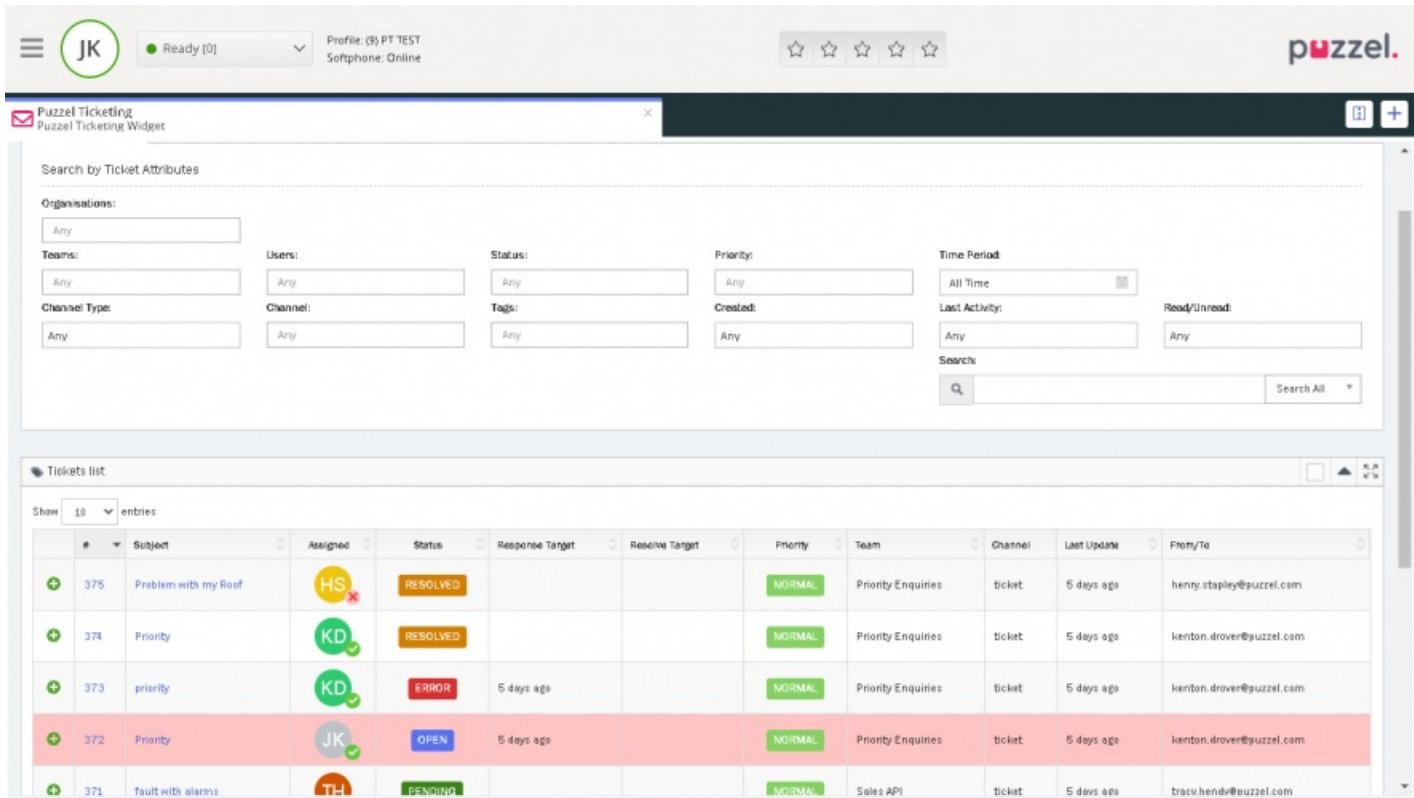 JK
Ready [0]
Profile: (9) PT TEST
Softphone: Online
puzzel.
Puzzel Ticketing
Puzzel Ticketing Widget
Search by Ticket Attributes
Organisations:
Any
Teams: Users: Status: Priority: Time Period:
Any Any Any Any All Time
Channel Type: Channel: Tags: Created: Last Activity: Read/Unread:
Any Any Any Any Any Any
Search:
Search All
Tickets list
Show 10 entries
# Subject Assigned Status Response Target Resolve Target Priority Team Channel Last Update From/To
375 Problem with my Roof HS RESOLVED NORMAL Priority Enquiries ticket 5 days ago henry.stapley@puzzel.com
374 Priority KD RESOLVED NORMAL Priority Enquiries ticket 5 days ago kenton.drover@puzzel.com
373 priority KD ERROR 5 days ago NORMAL Priority Enquiries ticket 5 days ago kenton.drover@puzzel.com
372 Priority JK OPEN 5 days ago NORMAL Priority Enquiries ticket 5 days ago kenton.drover@puzzel.com
371 fault with alarms TH PENDING NORMAL Sales API ticket 5 days ago tracy.hendy@puzzel.com